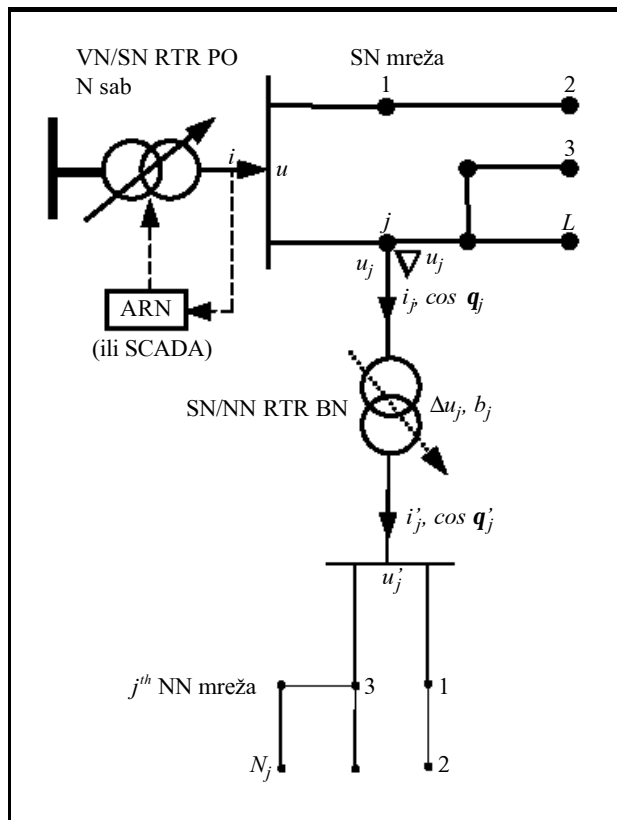 VN/SN RTR PO
N sab
SN mreža
1
2
3
i
u
j
L
u_j
u_j
i_j, cos q_j
ARN
(ili SCADA)
SN/NN RTR BN
Δu_j, b_j
i'_j, cos q'_j
u'_j
j^th NN mreža
3
1
N_j
2